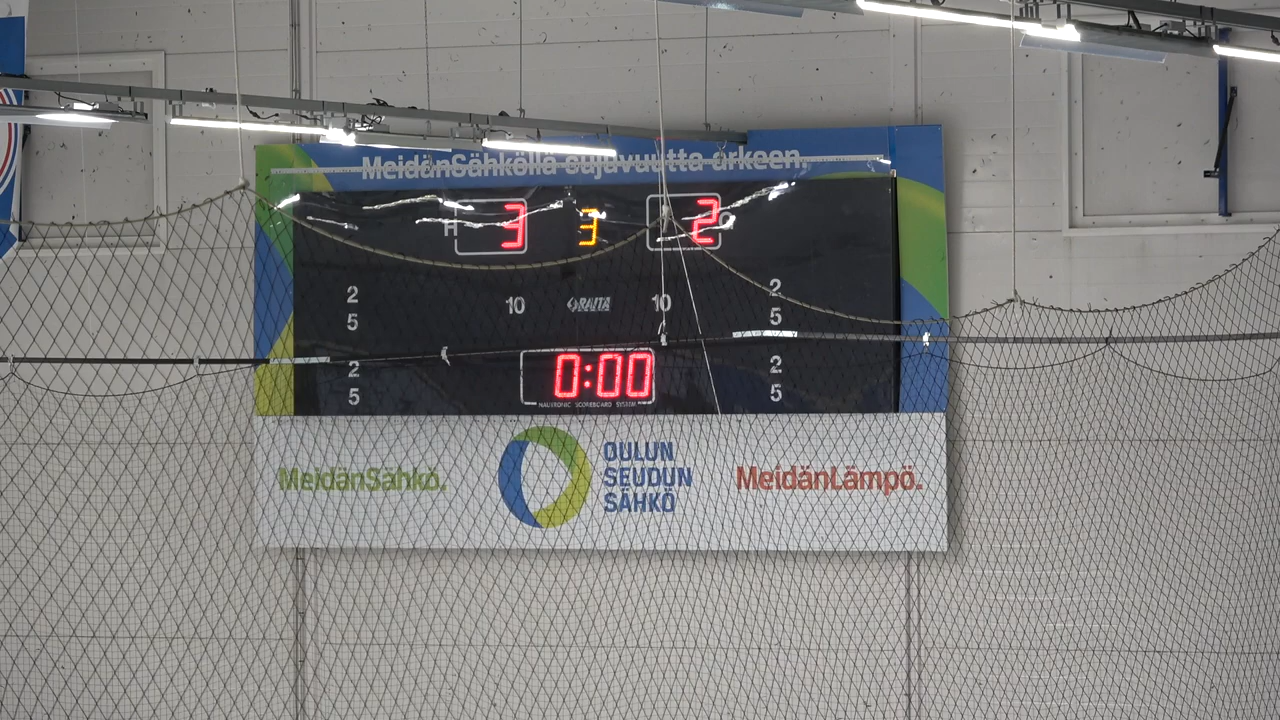 MeidänSähköllä sujuvuutta arkeen.
H 3 3 2
2 10 RAUTA 10 2
5 5
0:00
2 2
5 5
NAUTRONIC SCOREBOARD SYSTEM
MeidänSähkö.
OULUN
SEUDUN
SÄHKÖ
MeidänLämpö.